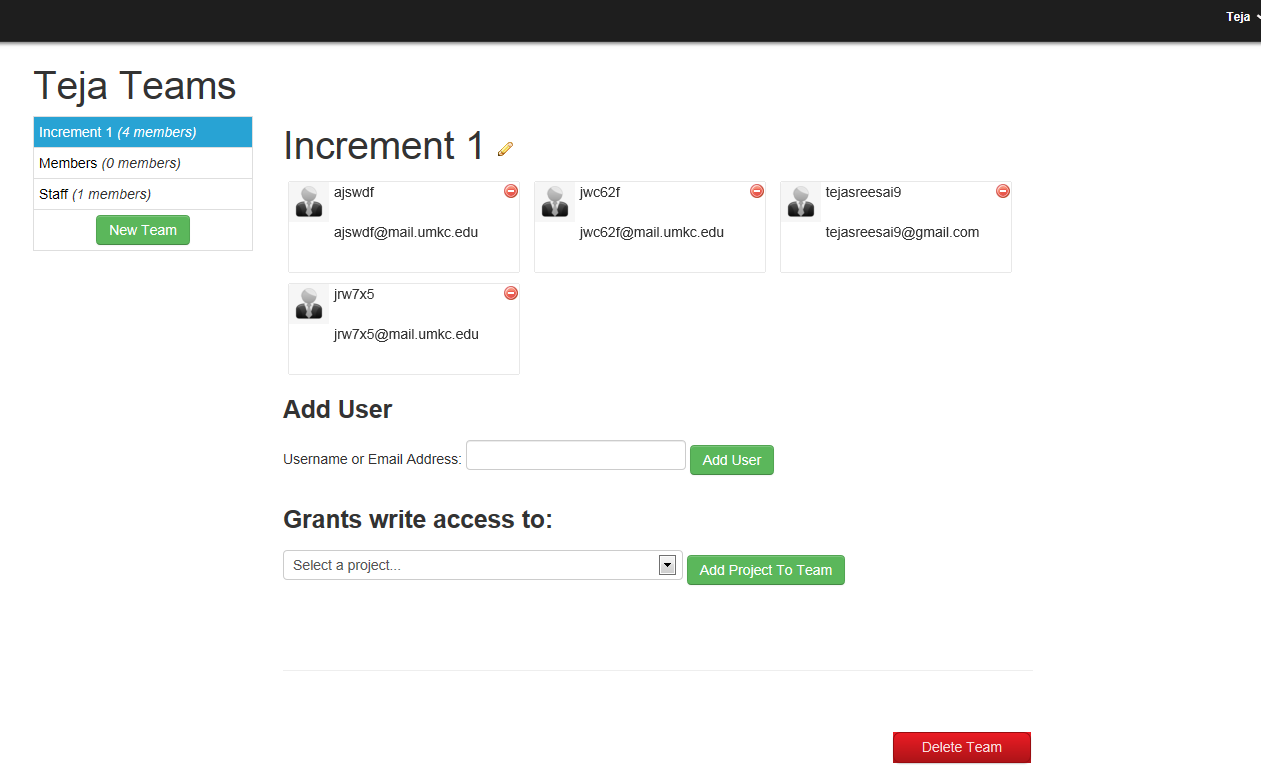 Teja
Teja Teams
Increment 1 (4 members)
Members (0 members)
Staff (1 members)
New Team
Increment 1
ajswdf
ajswdf@mail.umkc.edu
jwc62f
jwc62f@mail.umkc.edu
tejasreesai9
tejasreesai9@gmail.com
jrw7x5
jrw7x5@mail.umkc.edu
Add User
Username or Email Address:
Add User
Grants write access to:
Select a project...
Add Project To Team
Delete Team